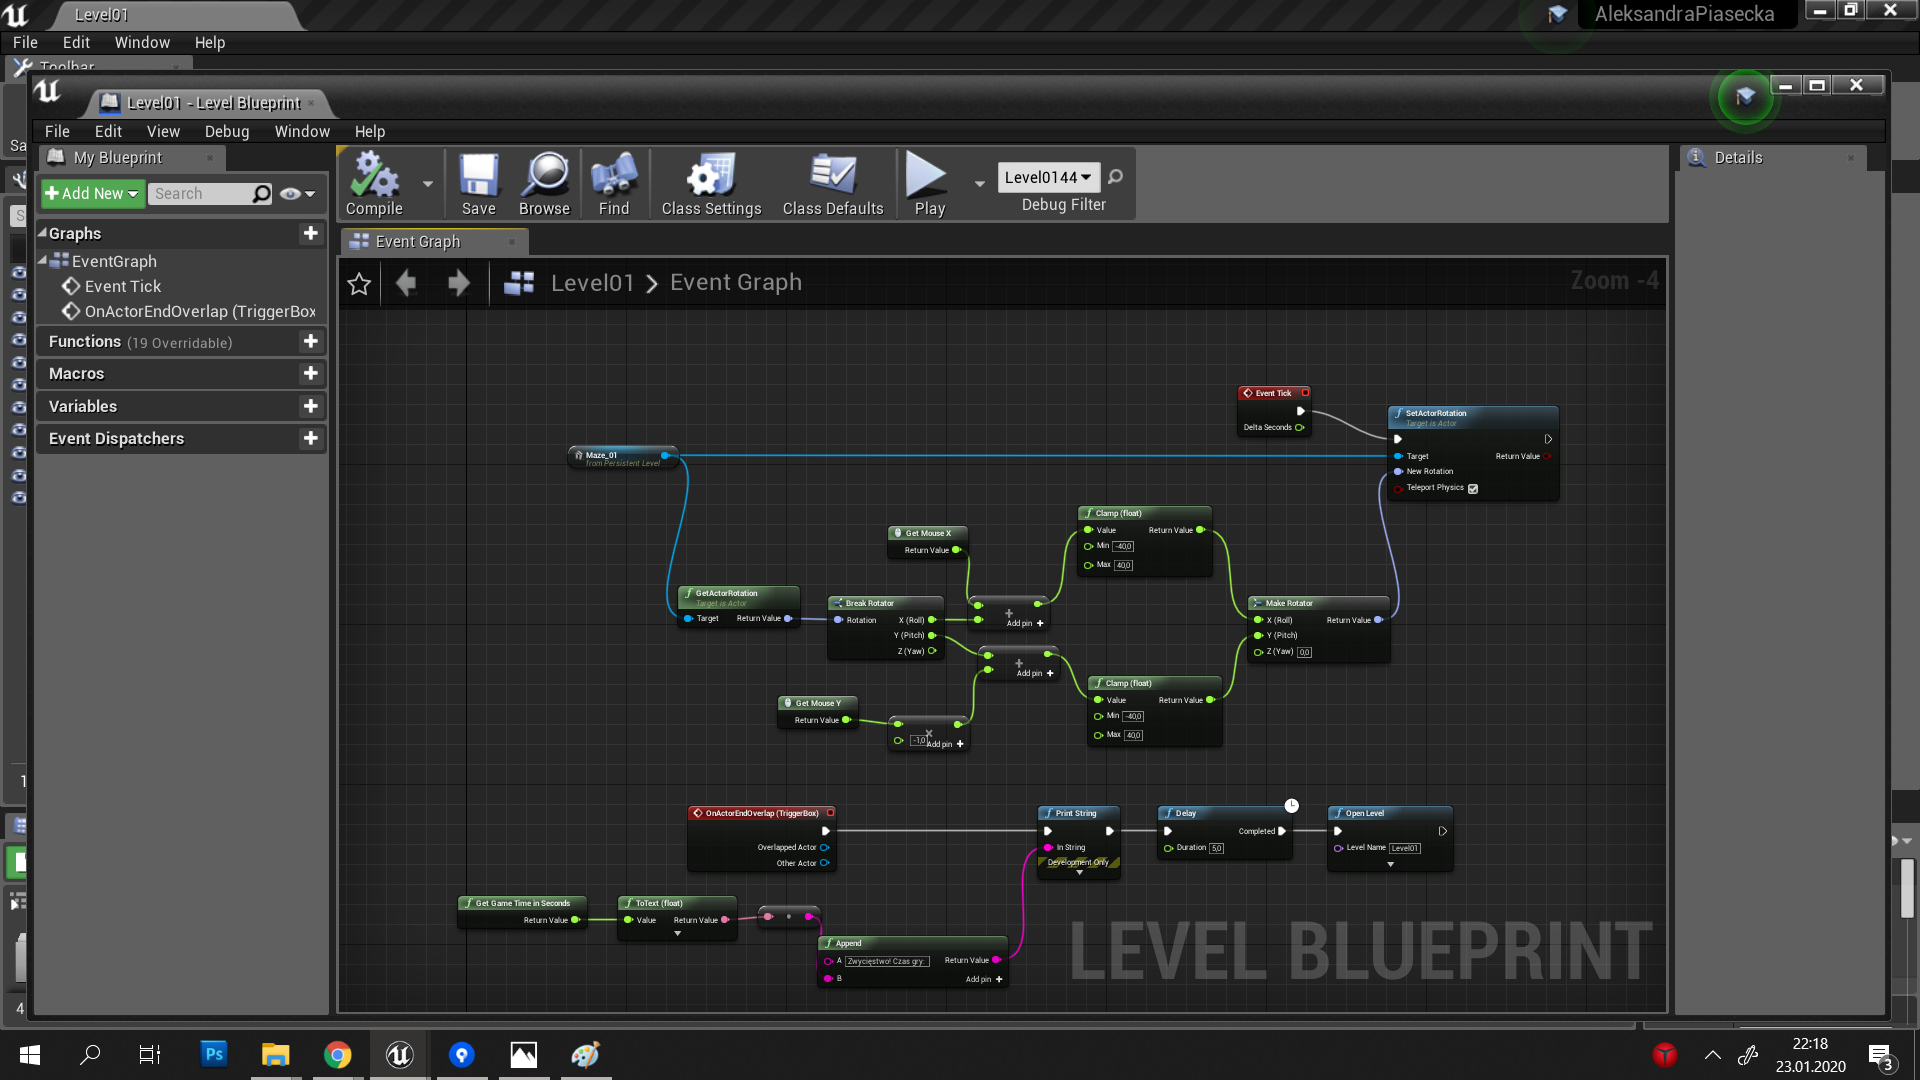 Level01
AleksandraPiasecka
File Edit Window Help
Toolbar
Level01 - Level Blueprint
File Edit View Debug Window Help
My Blueprint
Details
Add New
Search
Compile
Save
Browse
Find
Class Settings
Class Defaults
Play
Level0144
Debug Filter
Graphs
EventGraph
Event Tick
OnActorEndOverlap (TriggerBox
Functions (19 Overridable)
Macros
Variables
Event Dispatchers
Event Graph
Level01 > Event Graph
Zoom -4
Event Tick
Delta Seconds
SetActorRotation
Target is Actor
Target
Return Value
New Rotation
Teleport Physics
Maze_01
from Persistent Level
Get Mouse X
Return Value
Clamp (float)
Value
Return Value
Min -40,0
Max 40,0
GetActorRotation
Target is Actor
Target
Return Value
Break Rotator
Rotation
X (Roll)
Y (Pitch)
Z (Yaw)
+
Add pin +
+
Add pin +
Make Rotator
X (Roll)
Return Value
Y (Pitch)
Z (Yaw) 0,0
Clamp (float)
Value
Return Value
Min -40,0
Max 40,0
Get Mouse Y
Return Value
-1,0
Add pin +
OnActorEndOverlap (TriggerBox)
Overlapped Actor
Other Actor
Print String
In String
Development Only
Delay
Completed
Duration 5,0
Open Level
Level Name Level01
Get Game Time in Seconds
Return Value
ToText (float)
Value
Return Value
Append
A Zwycięstwo! Czas gry:
Return Value
B
Add pin +
LEVEL BLUEPRINT
Ps
22:18
23.01.2020
3